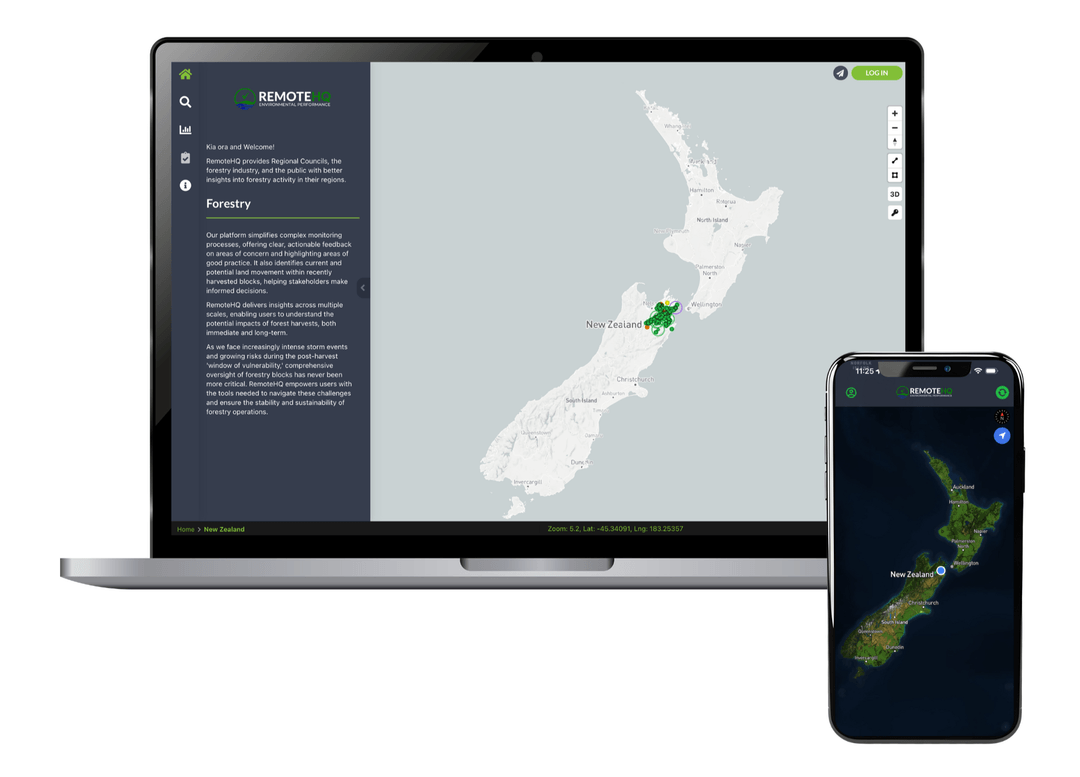 REMOTEHQ
ENVIRONMENTAL PERFORMANCE
LOG IN
Kia ora and Welcome!
RemoteHQ provides Regional Councils, the
forestry industry, and the public with better
insights into forestry activity in their regions.
Forestry
Our platform simplifies complex monitoring
processes, offering clear, actionable feedback
on areas of concern and highlighting areas of
good practice. It also identifies current and
potential land movement within recently
harvested blocks, helping stakeholders make
informed decisions.
RemoteHQ delivers insights across multiple
scales, enabling users to understand the
potential impacts of forest harvests, both
immediate and long-term.
As we face increasingly intense storm events
and growing risks during the post-harvest
'window of vulnerability,' comprehensive
oversight of forestry blocks has never been
more critical. RemoteHQ empowers users with
the tools needed to navigate these challenges
and ensure the stability and sustainability of
forestry operations.
3D
Hamilton
North Island
Palmerston
North
Wellington
New Zealand
Christchurch
South Island
Invercargill
Home > New Zealand
Zoom: 5.2, Lat: -45.34091, Lng: 183.25357
11:25
REMOTEHQ
ENVIRONMENTAL PERFORMANCE
N
Auckland
Hamilton
Napier
Palmerston
North
Wellington
New Zealand
Christchurch
South Island
Queenstown
Dunedin
Invercargill